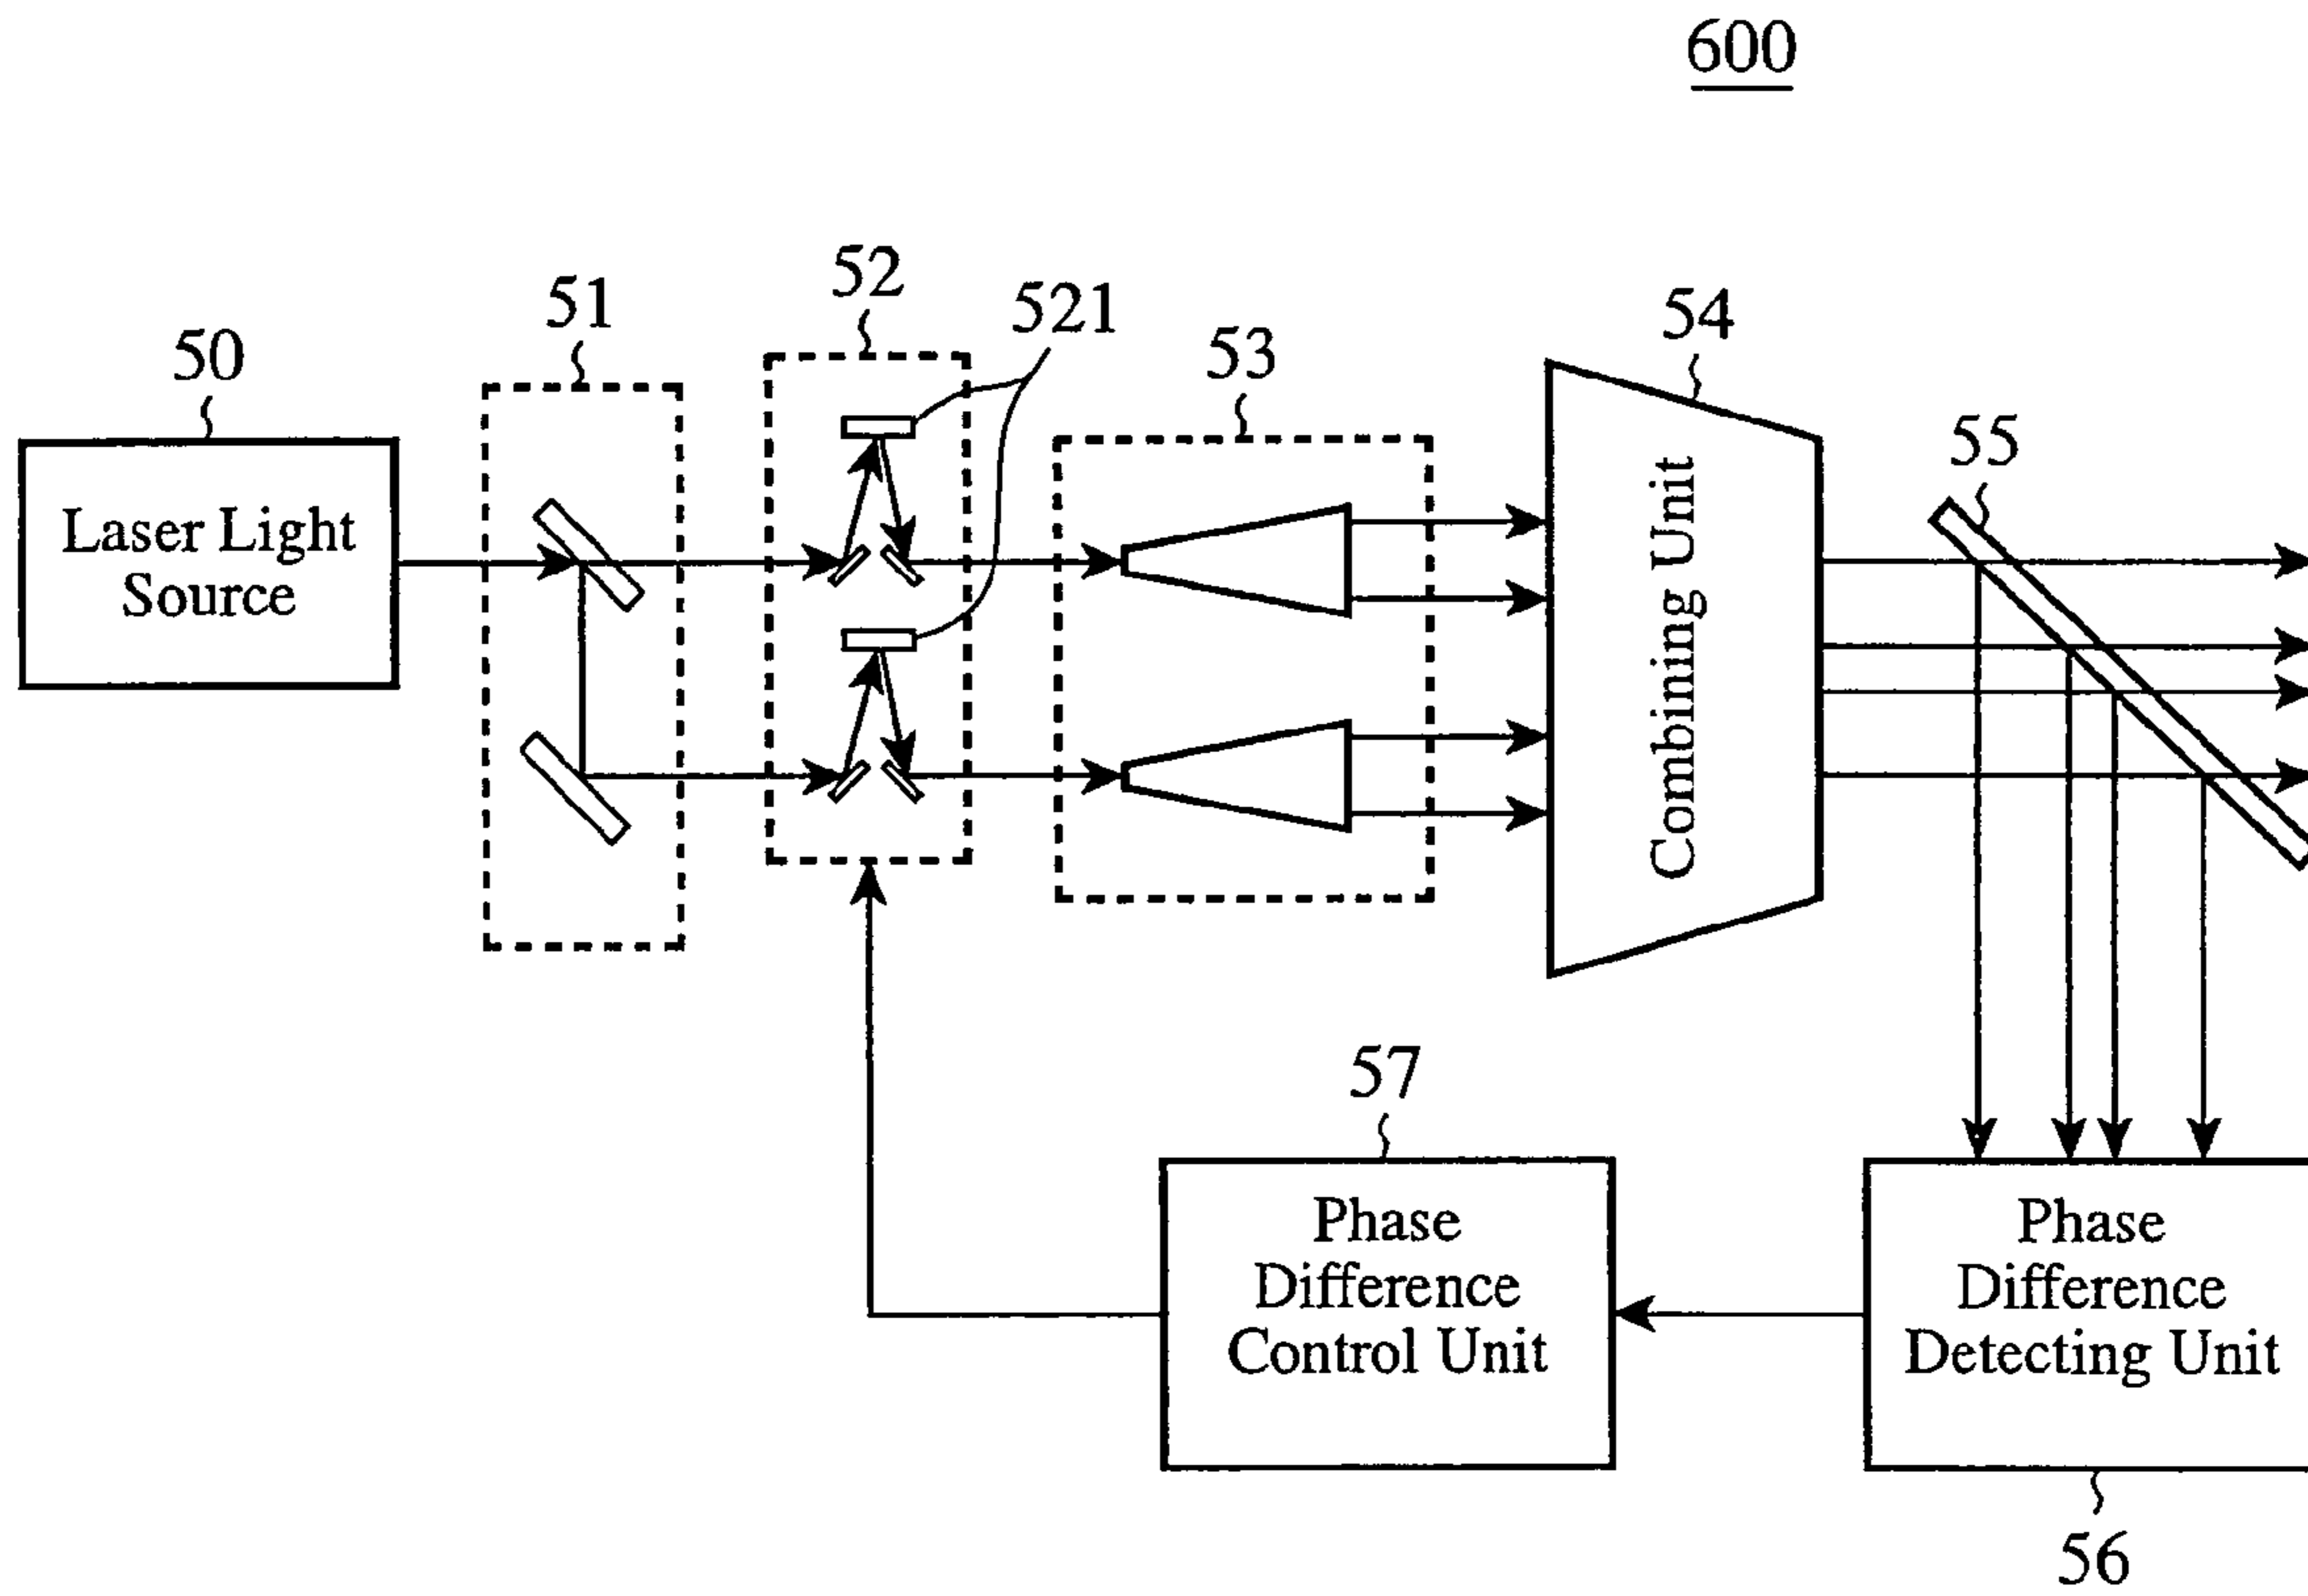 600
52
521
51
54
53
50
55
Laser Light
Source
Combining Unit
57
Phase
Difference
Control Unit
Phase
Difference
Detecting Unit
56